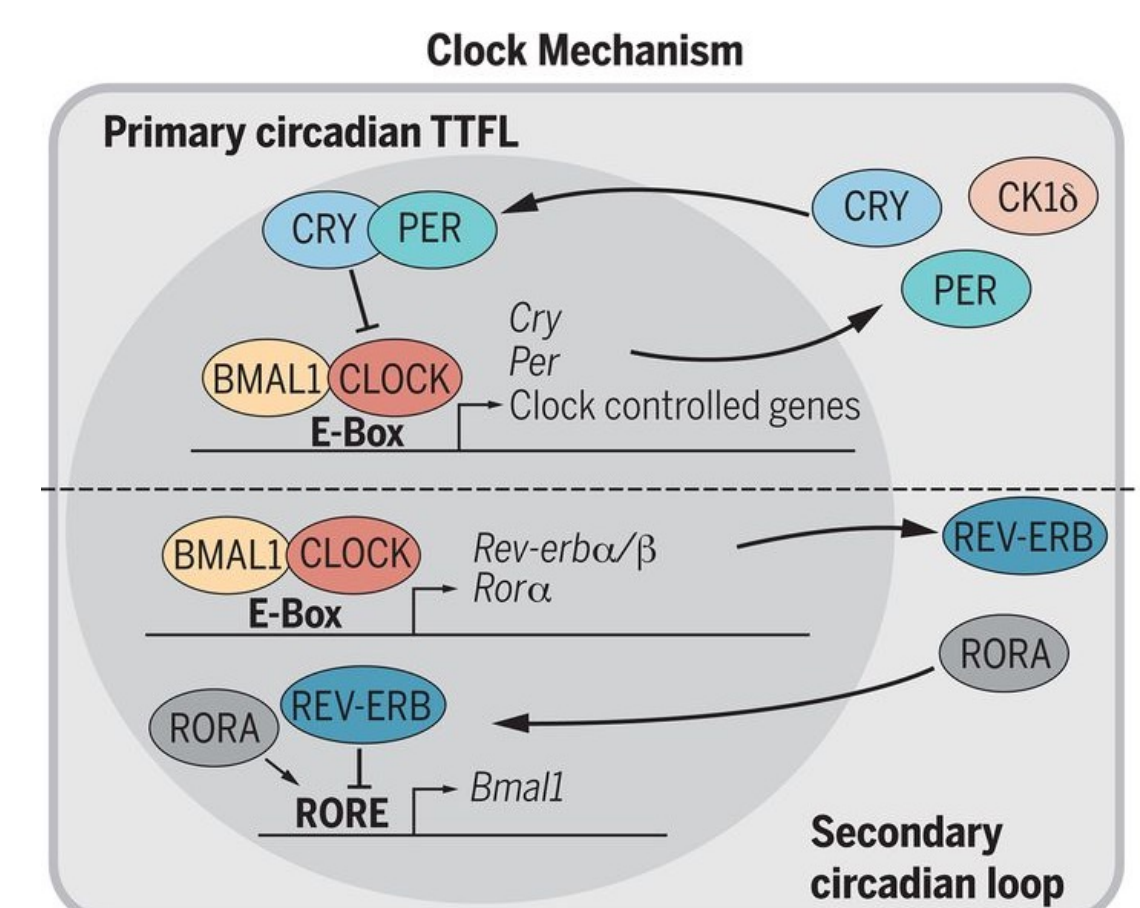 Clock Mechanism
Primary circadian TTFL
CRY
PER
CRY
CK1δ
PER
BMAL1
CLOCK
E-Box
Cry
Per
Clock controlled genes
BMAL1
CLOCK
E-Box
Rev-erbα/β
Rorα
REV-ERB
RORA
RORA
REV-ERB
RORE
Bmal1
Secondary
circadian loop